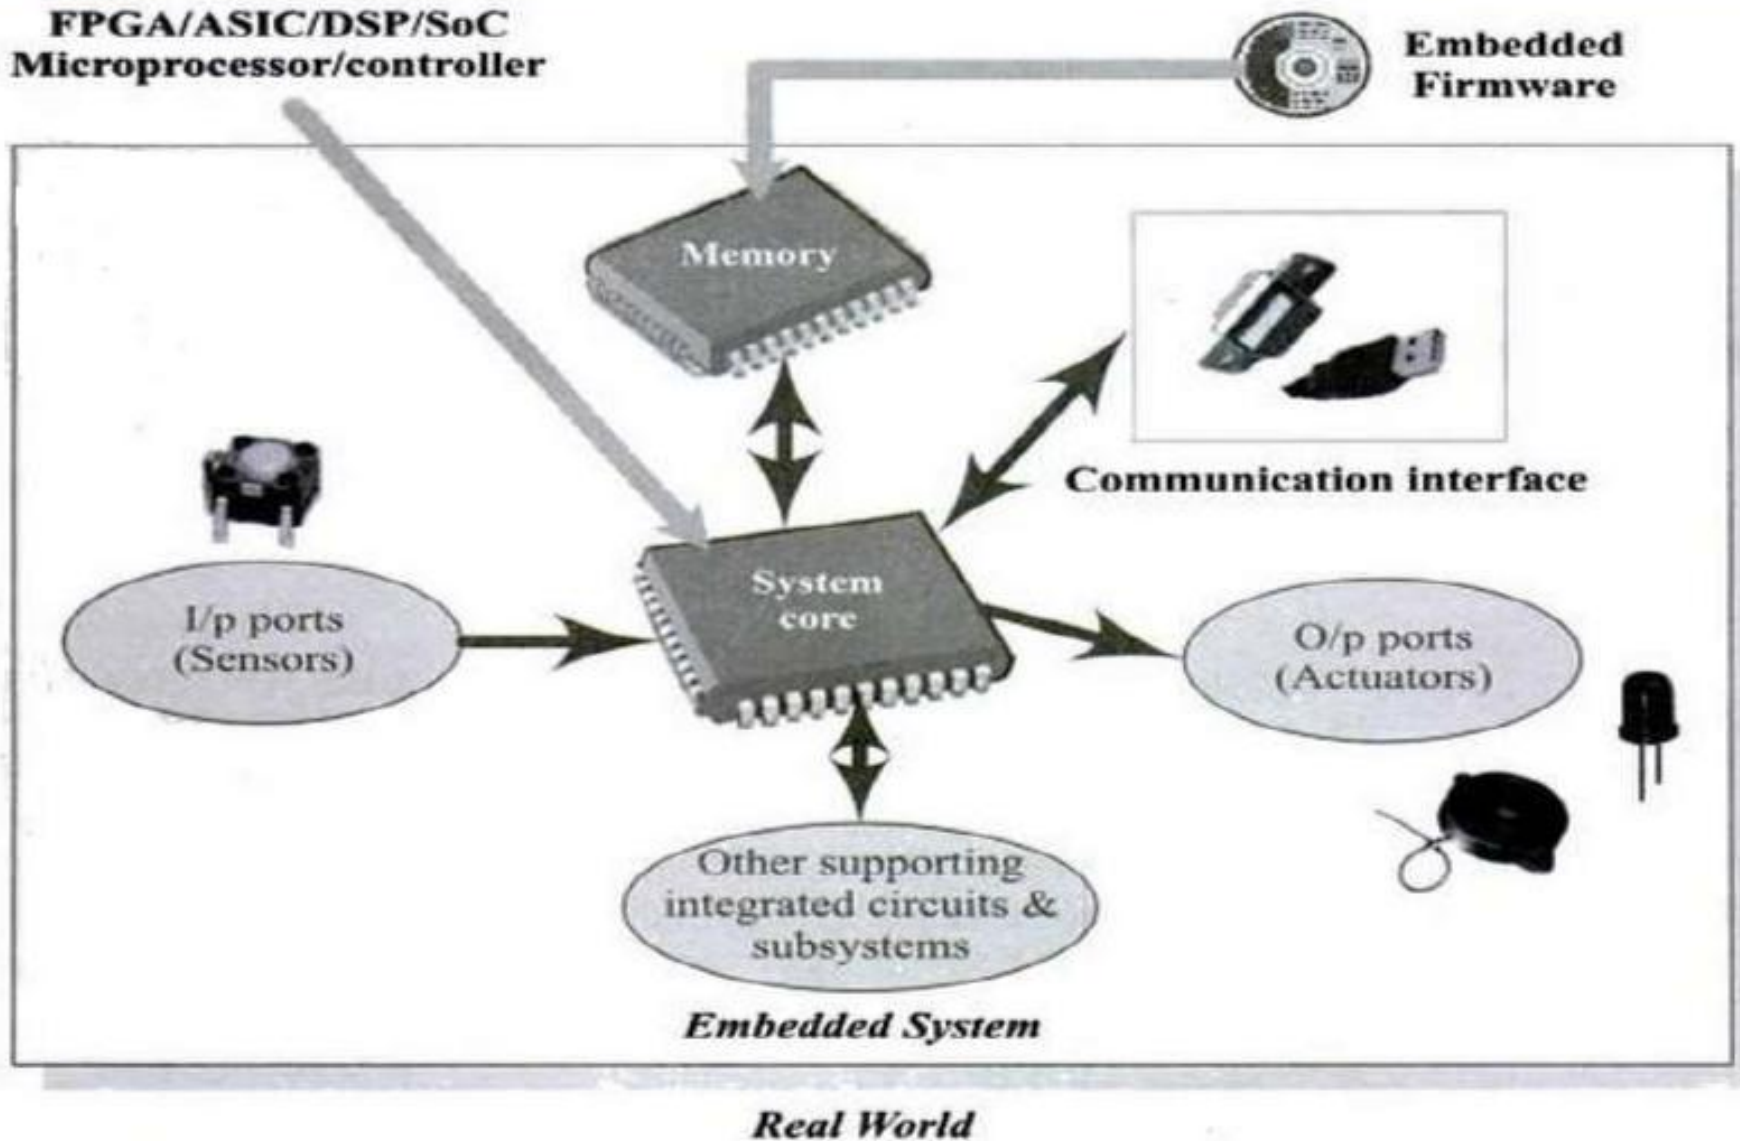 FPGA/ASIC/DSP/SoC
Microprocessor/controller
Embedded
Firmware
Memory
Communication interface
System
core
I/p ports
(Sensors)
O/p ports
(Actuators)
Other supporting
integrated circuits &
subsystems
Embedded System
Real World